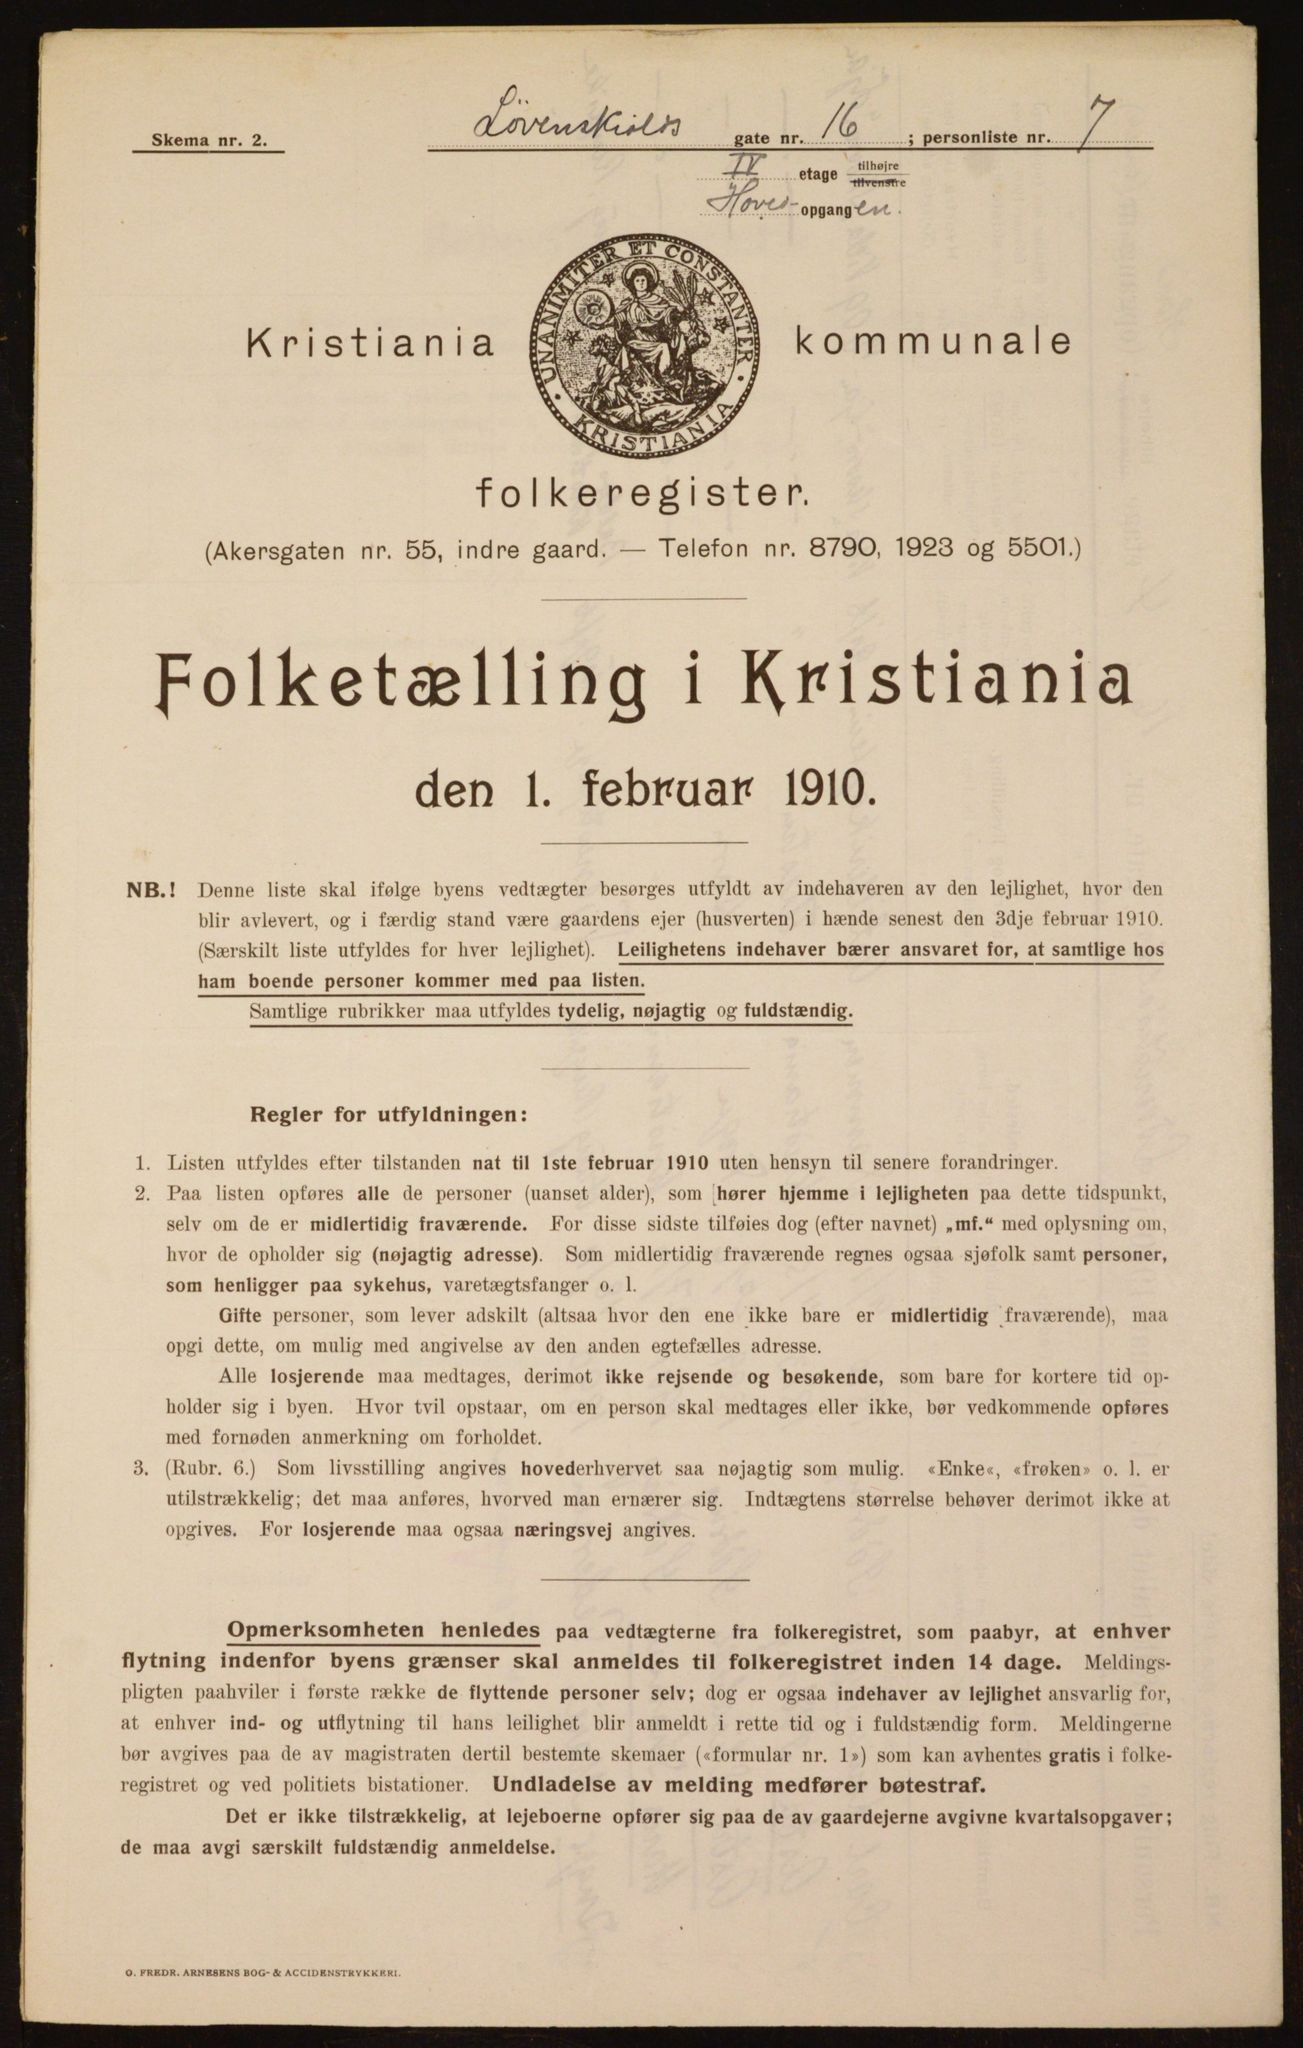 Skema nr. 2.
Løvenskiolds gate nr. 16 ; personliste nr. 7
IV etage tilhøjre
tilvenstre
Hoved-opgangen.
UNANIMITER ET CONSTANTER · KRISTIANIA ·
Kristiania kommunale
folkeregister.
(Akersgaten nr. 55, indre gaard. — Telefon nr. 8790, 1923 og 5501.)
Folketælling i Kristiania
den 1. februar 1910.
NB.! Denne liste skal ifølge byens vedtægter besørges utfyldt av indehaveren av den lejlighet, hvor den
blir avlevert, og i færdig stand være gaardens ejer (husverten) i hænde senest den 3dje februar 1910.
(Særskilt liste utfyldes for hver lejlighet). Leilighetens indehaver bærer ansvaret for, at samtlige hos
ham boende personer kommer med paa listen.
Samtlige rubrikker maa utfyldes tydelig, nøjagtig og fuldstændig.
Regler for utfyldningen:
1. Listen utfyldes efter tilstanden nat til 1ste februar 1910 uten hensyn til senere forandringer.
2. Paa listen opføres alle de personer (uanset alder), som hører hjemme i lejligheten paa dette tidspunkt,
selv om de er midlertidig fraværende. For disse sidste tilføies dog (efter navnet) „mf.“ med oplysning om,
hvor de opholder sig (nøjagtig adresse). Som midlertidig fraværende regnes ogsaa sjøfolk samt personer,
som henligger paa sykehus, varetægtsfanger o. l.
Gifte personer, som lever adskilt (altsaa hvor den ene ikke bare er midlertidig fraværende), maa
opgi dette, om mulig med angivelse av den anden egtefælles adresse.
Alle losjerende maa medtages, derimot ikke rejsende og besøkende, som bare for kortere tid op-
holder sig i byen. Hvor tvil opstaar, om en person skal medtages eller ikke, bør vedkommende opføres
med fornøden anmerkning om forholdet.
3. (Rubr. 6.) Som livsstilling angives hovederhvervet saa nøjagtig som mulig. «Enke«, «frøken» o. l. er
utilstrækkelig; det maa anføres, hvorved man ernærer sig. Indtægtens størrelse behøver derimot ikke at
opgives. For losjerende maa ogsaa næringsvej angives.
Opmerksomheten henledes paa vedtægterne fra folkeregistret, som paabyr, at enhver
flytning indenfor byens grænser skal anmeldes til folkeregistret inden 14 dage. Meldings-
pligten paahviler i første række de flyttende personer selv; dog er ogsaa indehaver av lejlighet ansvarlig for,
at enhver ind- og utflytning til hans leilighet blir anmeldt i rette tid og i fuldstændig form. Meldingerne
bør avgives paa de av magistraten dertil bestemte skemaer («formular nr. 1») som kan avhentes gratis i folke-
registret og ved politiets bistationer. Undladelse av melding medfører bøtestraf.
Det er ikke tilstrækkelig, at lejeboerne opfører sig paa de av gaardejerne avgivne kvartalsopgaver;
de maa avgi særskilt fuldstændig anmeldelse.
O. FREDR. ARNESENS BOG- & ACCIDENSTRYKKERI.